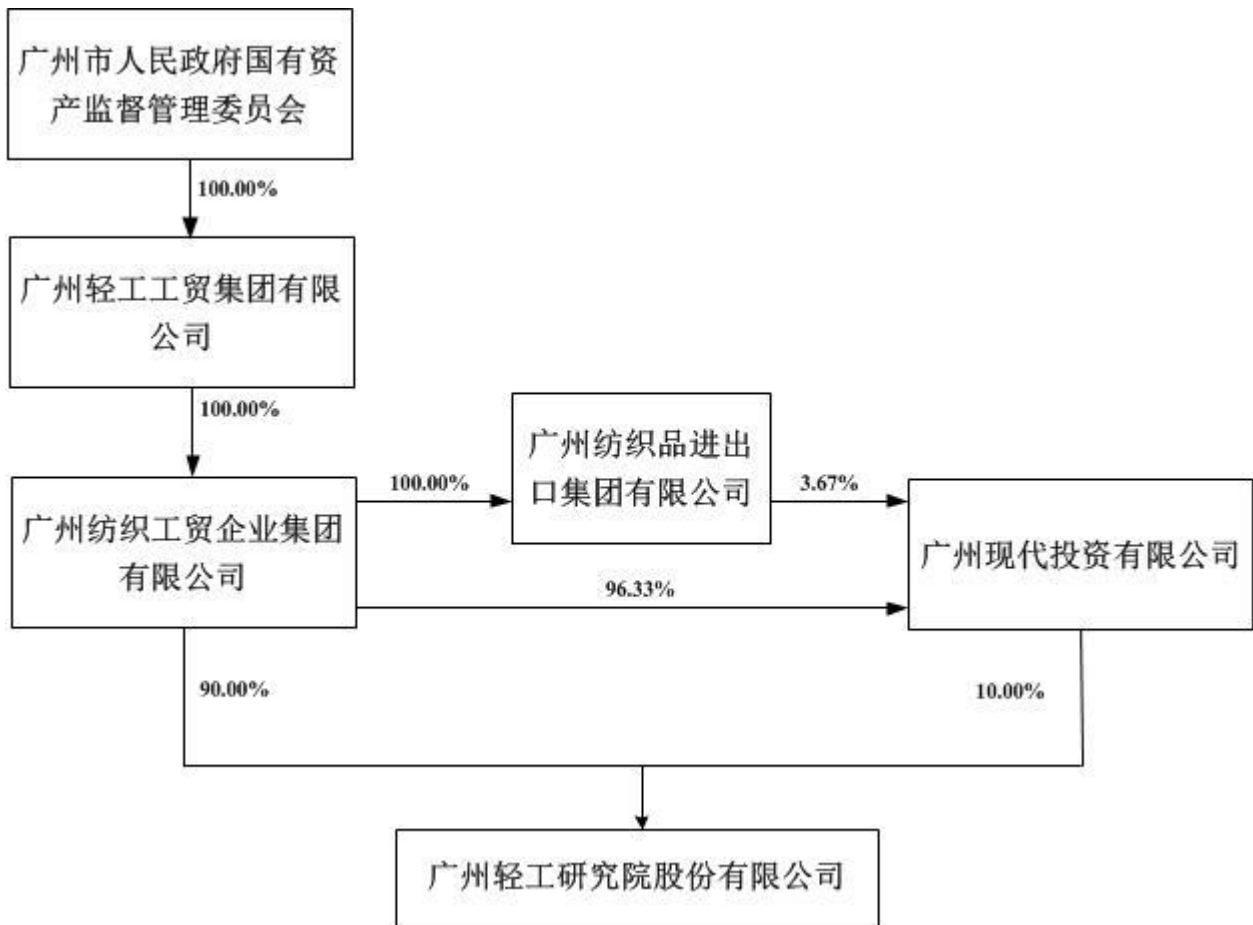 广州市人民政府国有资
产监督管理委员会
100.00%
广州轻工工贸集团有限
公司
100.00%
广州纺织工贸企业集团
有限公司
100.00%
广州纺织品进出
口集团有限公司
3.67%
96.33%
广州现代投资有限公司
90.00%
10.00%
广州轻工研究院股份有限公司